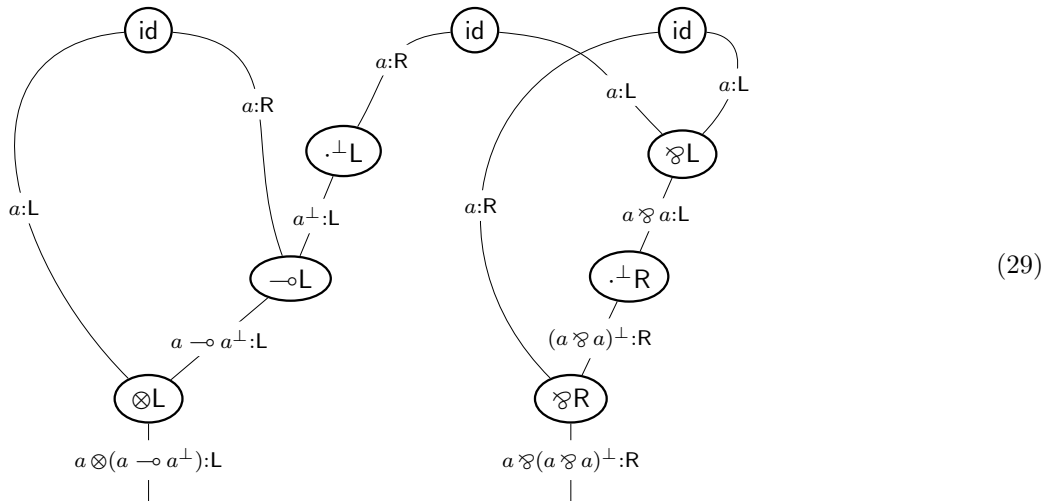 id id id
a:R
a:L a:L
a:R
.⊥L ⅋L
a:L a:R a⊥:L a ⅋ a:L
⊸L .⊥R (29)
a ⊸ a⊥:L (a ⅋ a)⊥:R
⊗L ⅋R
a ⊗(a ⊸ a⊥):L a ⅋(a ⅋ a)⊥:R